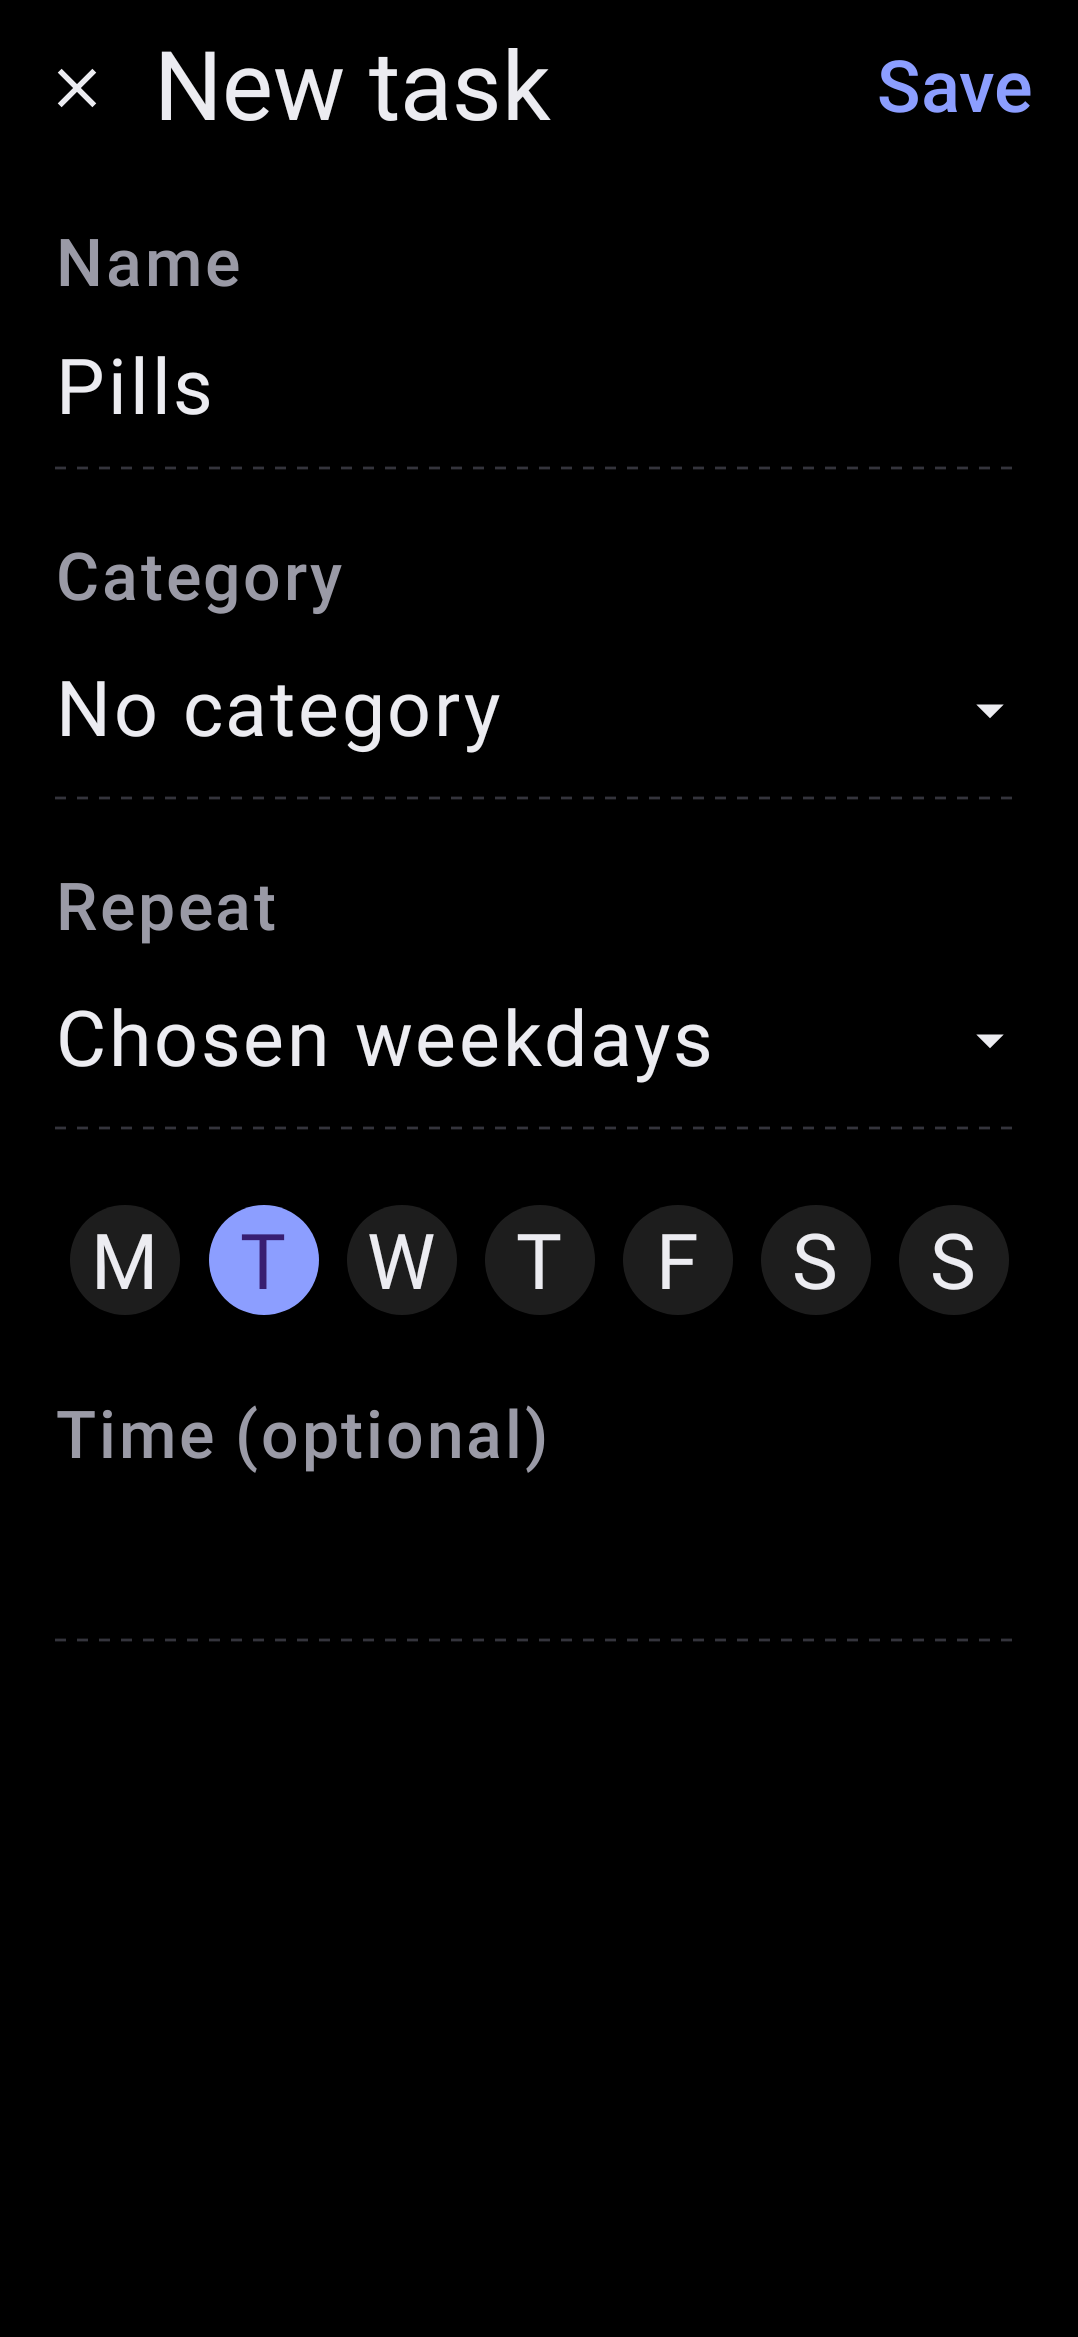 New task
Save
Name
Pills
Category
No category
Repeat
Chosen weekdays
M T W T F S S
Time (optional)